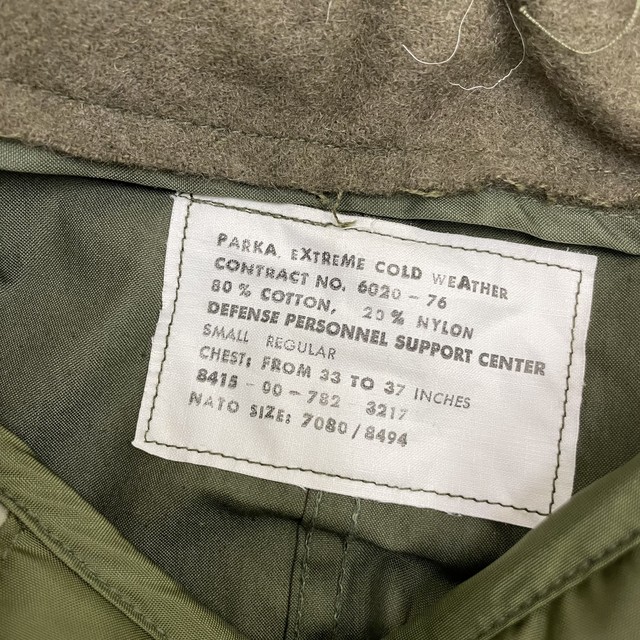 PARKA, EXTREME COLD WEATHER
CONTRACT NO. 6020-76
80 % COTTON, 20 % NYLON
DEFENSE PERSONNEL SUPPORT CENTER
SMALL REGULAR
CHEST: FROM 33 TO 37 INCHES
8415-00-782-3217
NATO SIZE: 7080/8494